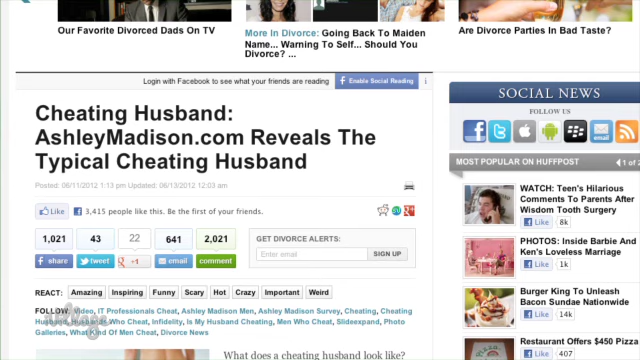 Our Favorite Divorced Dads On TV
More In Divorce: Going Back To Maiden
Name... Warning To Self... Should You
Divorce? ...
Are Divorce Parties In Bad Taste?
Login with Facebook to see what your friends are reading
f Enable Social Reading
i
Cheating Husband:
AshleyMadison.com Reveals The
Typical Cheating Husband
Posted: 06/11/2012 1:13 pm Updated: 06/13/2012 12:03 am
Like
f 3,415 people like this. Be the first of your friends.
1,021 43 22 641 2,021
f share tweet +1 email comment
GET DIVORCE ALERTS:
Enter email SIGN UP
REACT: Amazing Inspiring Funny Scary Hot Crazy Important Weird
FOLLOW: Video, IT Professionals Cheat, Ashley Madison Men, Ashley Madison Survey, Cheating, Cheating
Husband, Husbands Who Cheat, Infidelity, Is My Husband Cheating, Men Who Cheat, Slideexpand, Photo
Galleries, What Kind Of Men Cheat, Divorce News
What does a cheating husband look like?
SOCIAL NEWS
FOLLOW US
email
MOST POPULAR ON HUFFPOST
1 of 2
WATCH: Teen's Hilarious
Comments To Parents After
Wisdom Tooth Surgery
Like 8k
PHOTOS: Inside Barbie And
Ken's Loveless Marriage
Like 1k
Burger King To Unleash
Bacon Sundae Nationwide
Like 14k
Restaurant Offers $450 Pizza
Like 407